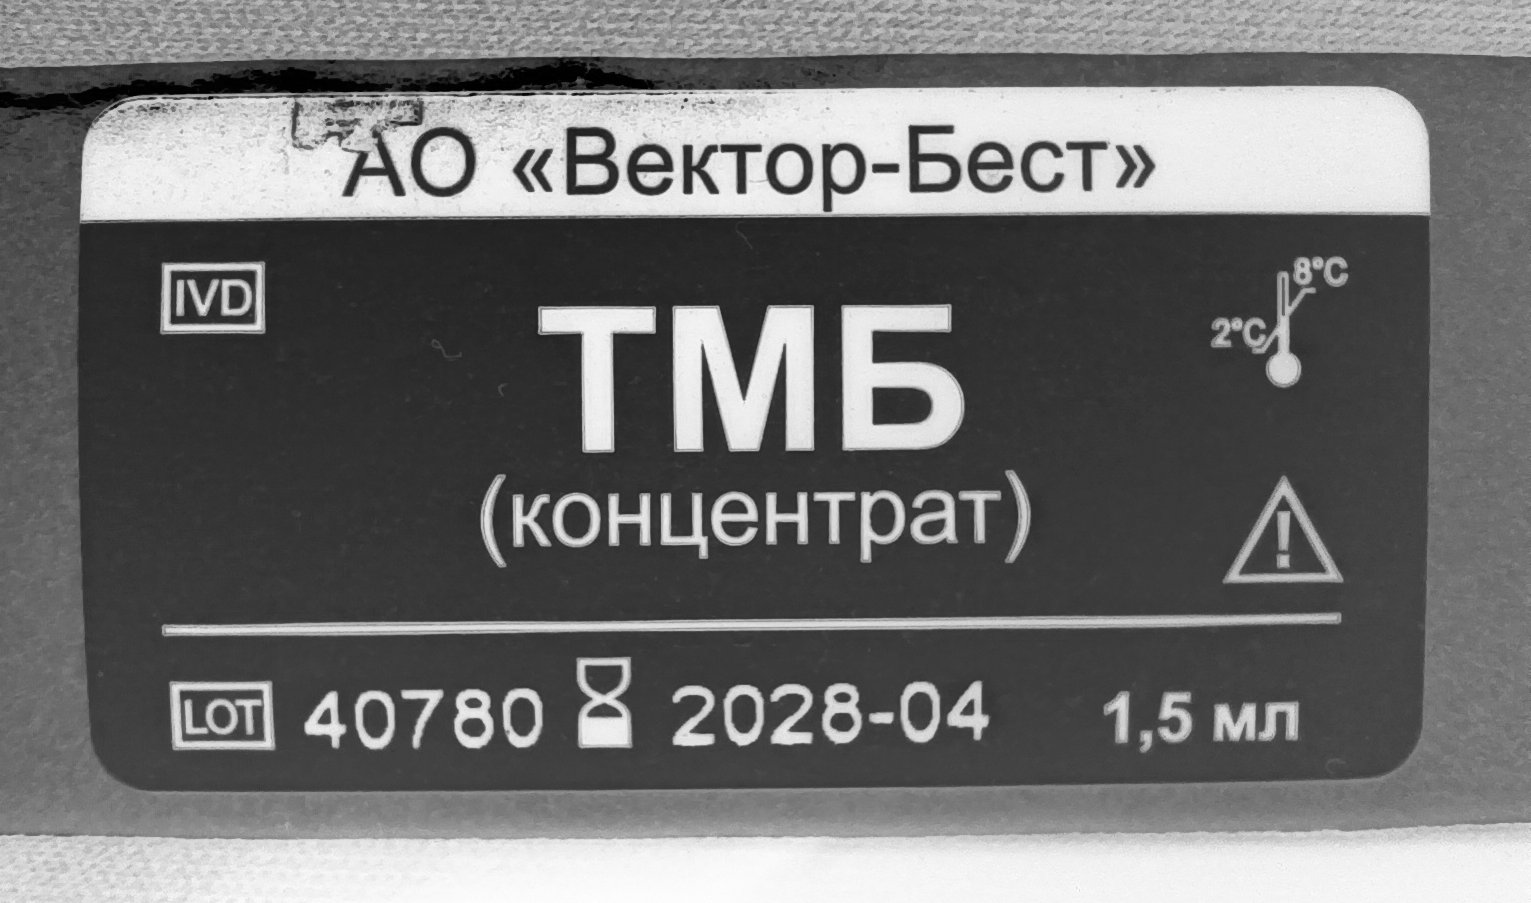 АО «Вектор-Бест»
IVD
8°C
2°C
ТМБ
(концентрат)
LOT 40780 2028-04 1,5 мл